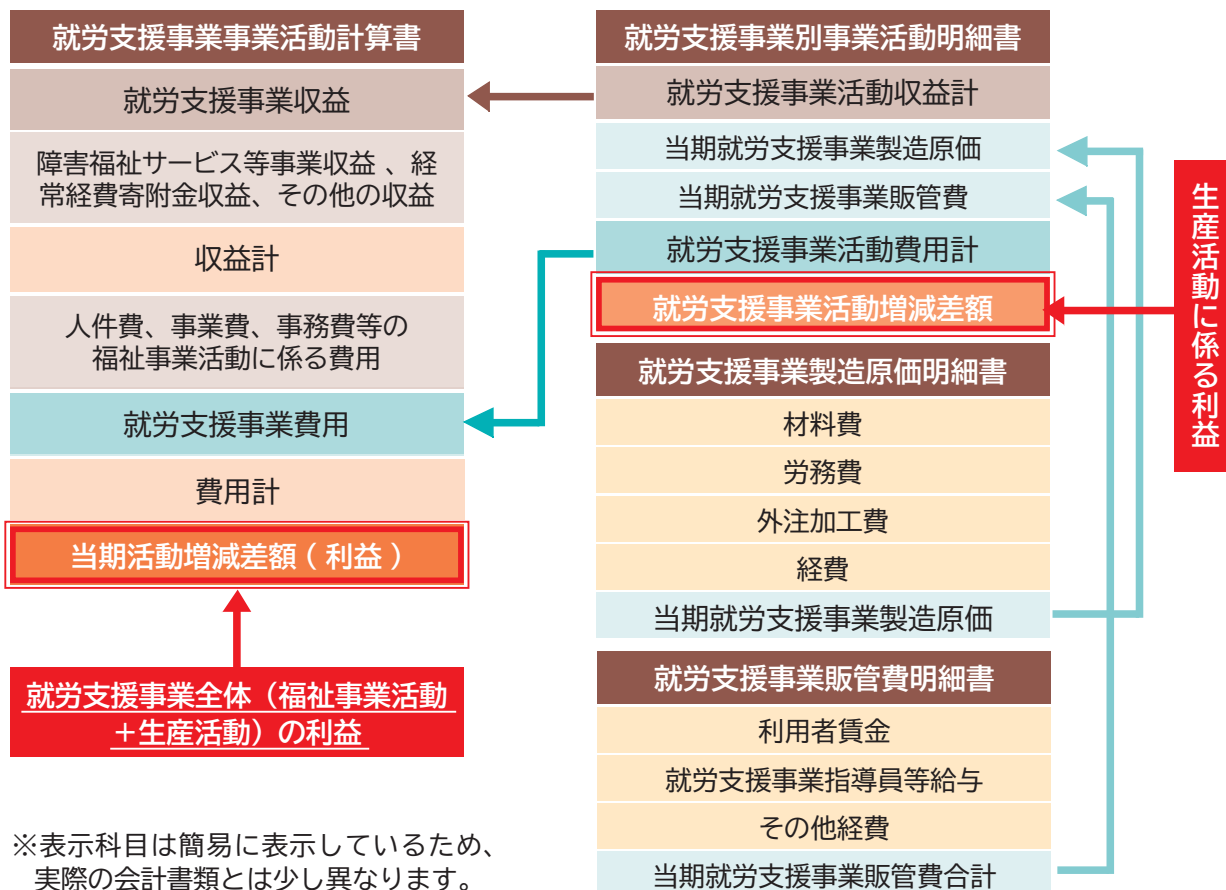 就労支援事業事業活動計算書
就労支援事業収益
障害福祉サービス等事業収益 、経
常経費寄附金収益、その他の収益
収益計
人件費、事業費、事務費等の
福祉事業活動に係る費用
就労支援事業費用
費用計
当期活動増減差額 ( 利益 )
就労支援事業全体（福祉事業活動
＋生産活動）の利益
※表示科目は簡易に表示しているため、
実際の会計書類とは少し異なります。
就労支援事業別事業活動明細書
就労支援事業活動収益計
当期就労支援事業製造原価
当期就労支援事業販管費
就労支援事業活動費用計
就労支援事業活動増減差額
就労支援事業製造原価明細書
材料費
労務費
外注加工費
経費
当期就労支援事業製造原価
就労支援事業販管費明細書
利用者賃金
就労支援事業指導員等給与
その他経費
当期就労支援事業販管費合計
生産活動に係る利益